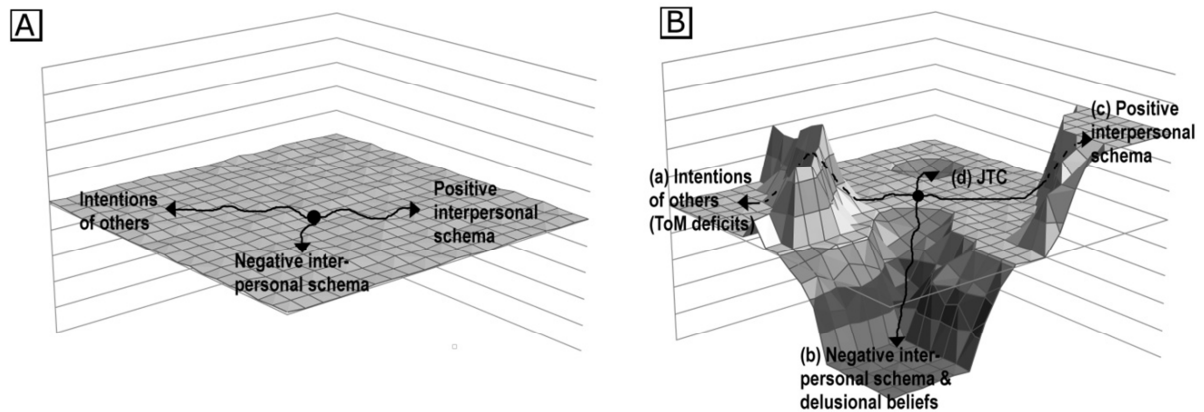 A
Intentions
of others
Positive
interpersonal
schema
Negative inter-
personal schema
B
(c) Positive
interpersonal
schema
(a) Intentions
of others
(ToM deficits)
(d) JTC
(b) Negative inter-
personal schema &
delusional beliefs